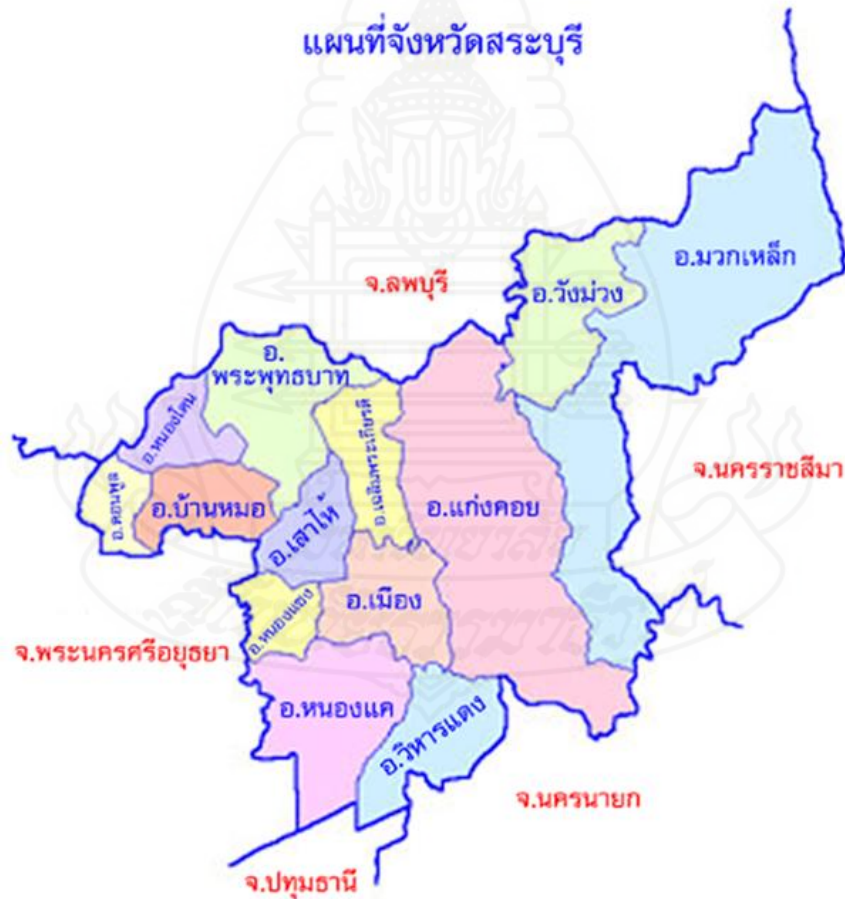 แผนที่จังหวัดสระบุรี
อ.มวกเหล็ก
จ.ลพบุรี
อ.วังม่วง
อ.
พระพุทธบาท
อ.หนองโดน
อ.เฉลิมพระเกียรติ
จ.นครราชสีมา
อ.ดอนพุด
อ.บ้านหมอ
อ.แก่งคอย
อ.เสาไห้
อ.เมือง
อ.หนองแซง
จ.พระนครศรีอยุธยา
อ.หนองแค
อ.วิหารแดง
จ.นครนายก
จ.ปทุมธานี